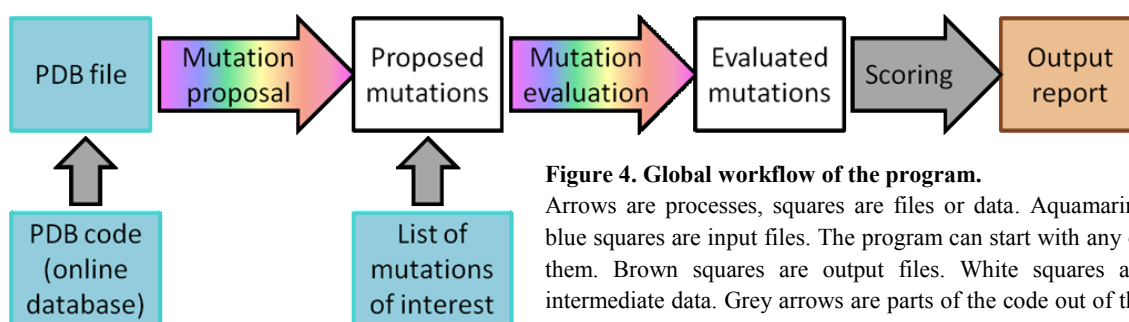 PDB file
Mutation
proposal
Proposed
mutations
Mutation
evaluation
Evaluated
mutations
Scoring
Output
report
PDB code
(online
database)
List of
mutations
of interest
Figure 4. Global workflow of the program.
Arrows are processes, squares are files or data. Aquamarin
blue squares are input files. The program can start with any
them. Brown squares are output files. White squares a
intermediate data. Grey arrows are parts of the code out of th